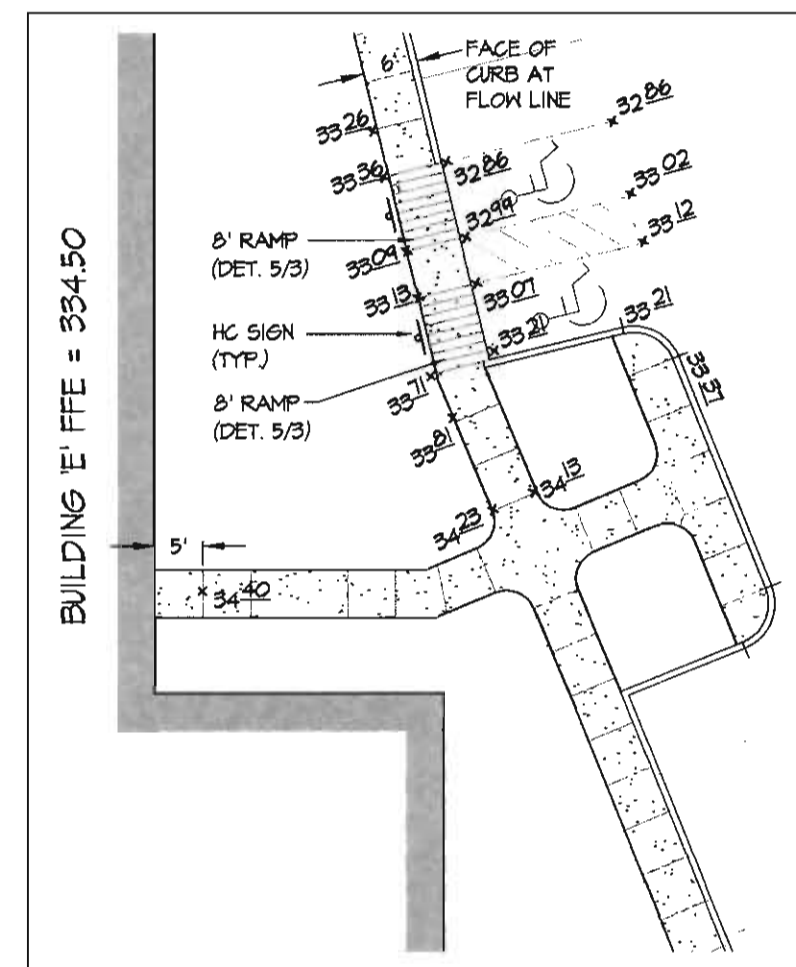 6'
FACE OF
CURB AT
FLOW LINE
33 26
32 86
33 36
32 86
33 02
8' RAMP
(DET. 5/3)
32 99
33 12
33 09
33 13
33 07
HC SIGN
(TYP.)
33 21
33 21
33 37
33 71
8' RAMP
(DET. 5/3)
33 81
34 13
34 23
5'
34 40
BUILDING 'E' FFE = 334.50